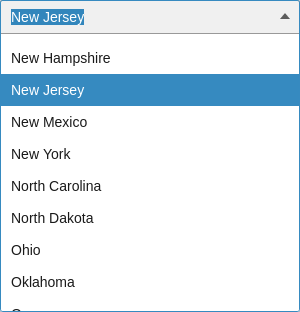 New Jersey
New Hampshire
New Jersey
New Mexico
New York
North Carolina
North Dakota
Ohio
Oklahoma